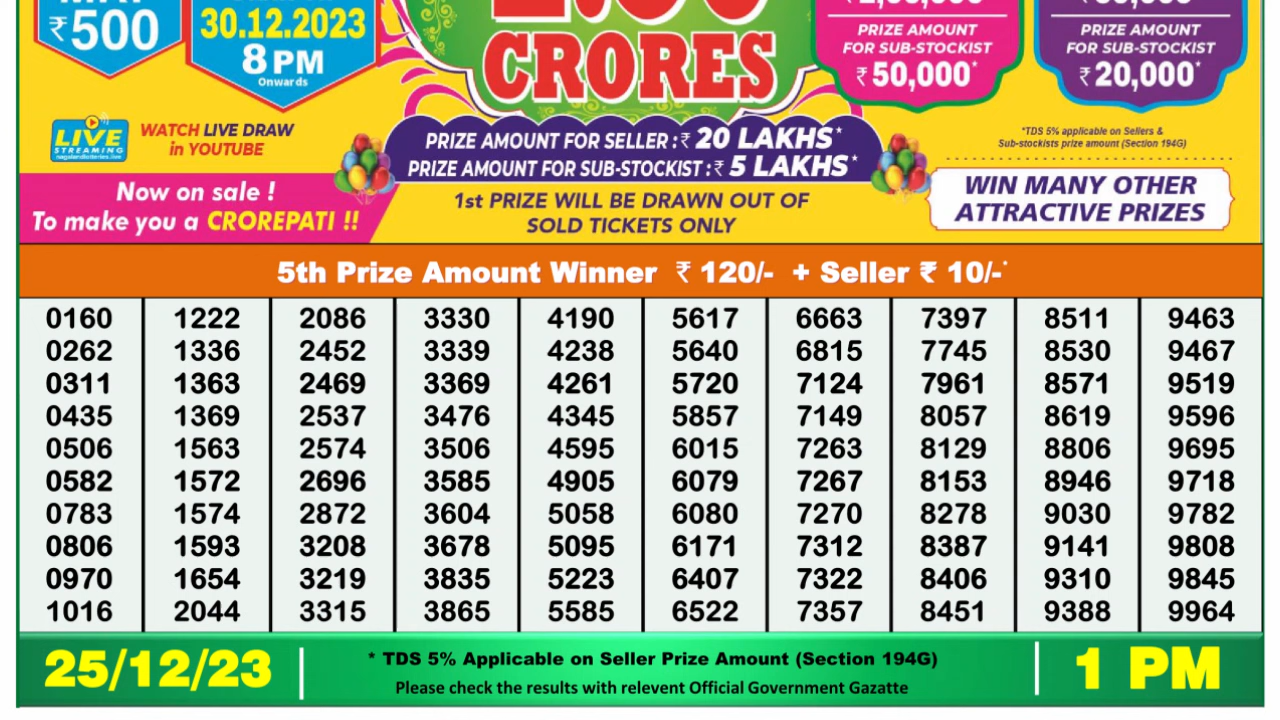 ₹500
30.12.2023
8 PM
Onwards
CRORES
PRIZE AMOUNT
FOR SUB-STOCKIST
₹ 50,000*
PRIZE AMOUNT
FOR SUB-STOCKIST
₹ 20,000*
LIVE
STREAMING
nagalandlotteries.live
WATCH LIVE DRAW
in YOUTUBE
PRIZE AMOUNT FOR SELLER :₹ 20 LAKHS*
PRIZE AMOUNT FOR SUB-STOCKIST :₹ 5 LAKHS*
*TDS 5% applicable on Sellers &
Sub-stockists prize amount (Section 194G)
Now on sale !
To make you a CROREPATI !!
1st PRIZE WILL BE DRAWN OUT OF
SOLD TICKETS ONLY
WIN MANY OTHER
ATTRACTIVE PRIZES
5th Prize Amount Winner ₹ 120/- + Seller ₹ 10/-*
0160 1222 2086 3330 4190 5617 6663 7397 8511 9463
0262 1336 2452 3339 4238 5640 6815 7745 8530 9467
0311 1363 2469 3369 4261 5720 7124 7961 8571 9519
0435 1369 2537 3476 4345 5857 7149 8057 8619 9596
0506 1563 2574 3506 4595 6015 7263 8129 8806 9695
0582 1572 2696 3585 4905 6079 7267 8153 8946 9718
0783 1574 2872 3604 5058 6080 7270 8278 9030 9782
0806 1593 3208 3678 5095 6171 7312 8387 9141 9808
0970 1654 3219 3835 5223 6407 7322 8406 9310 9845
1016 2044 3315 3865 5585 6522 7357 8451 9388 9964
25/12/23
* TDS 5% Applicable on Seller Prize Amount (Section 194G)
Please check the results with relevent Official Government Gazatte
1 PM